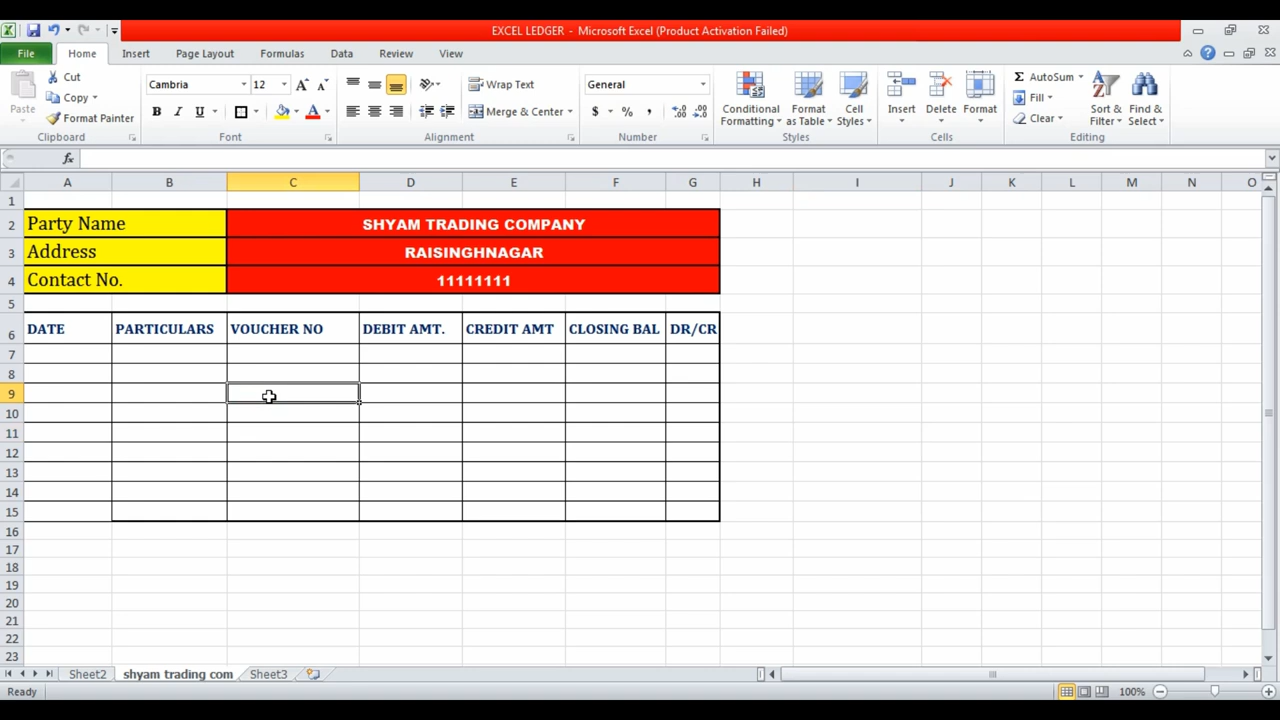 EXCEL LEDGER - Microsoft Excel (Product Activation Failed)
File Home Insert Page Layout Formulas Data Review View
Paste Cut Copy Format Painter Clipboard
Cambria 12 B I U A Font
Wrap Text Merge & Center Alignment
General $ % , Number
Conditional Formatting Format as Table Cell Styles Styles
Insert Delete Format Cells
AutoSum Fill Clear Sort & Filter Find & Select Editing
fx
A B C D E F G H I J K L M N O
1
2 Party Name SHYAM TRADING COMPANY
3 Address RAISINGHNAGAR
4 Contact No. 11111111
5
6 DATE PARTICULARS VOUCHER NO DEBIT AMT. CREDIT AMT CLOSING BAL DR/CR
7
8
9
10
11
12
13
14
15
16
17
18
19
20
21
22
23
Sheet2 shyam trading com Sheet3
Ready 100%